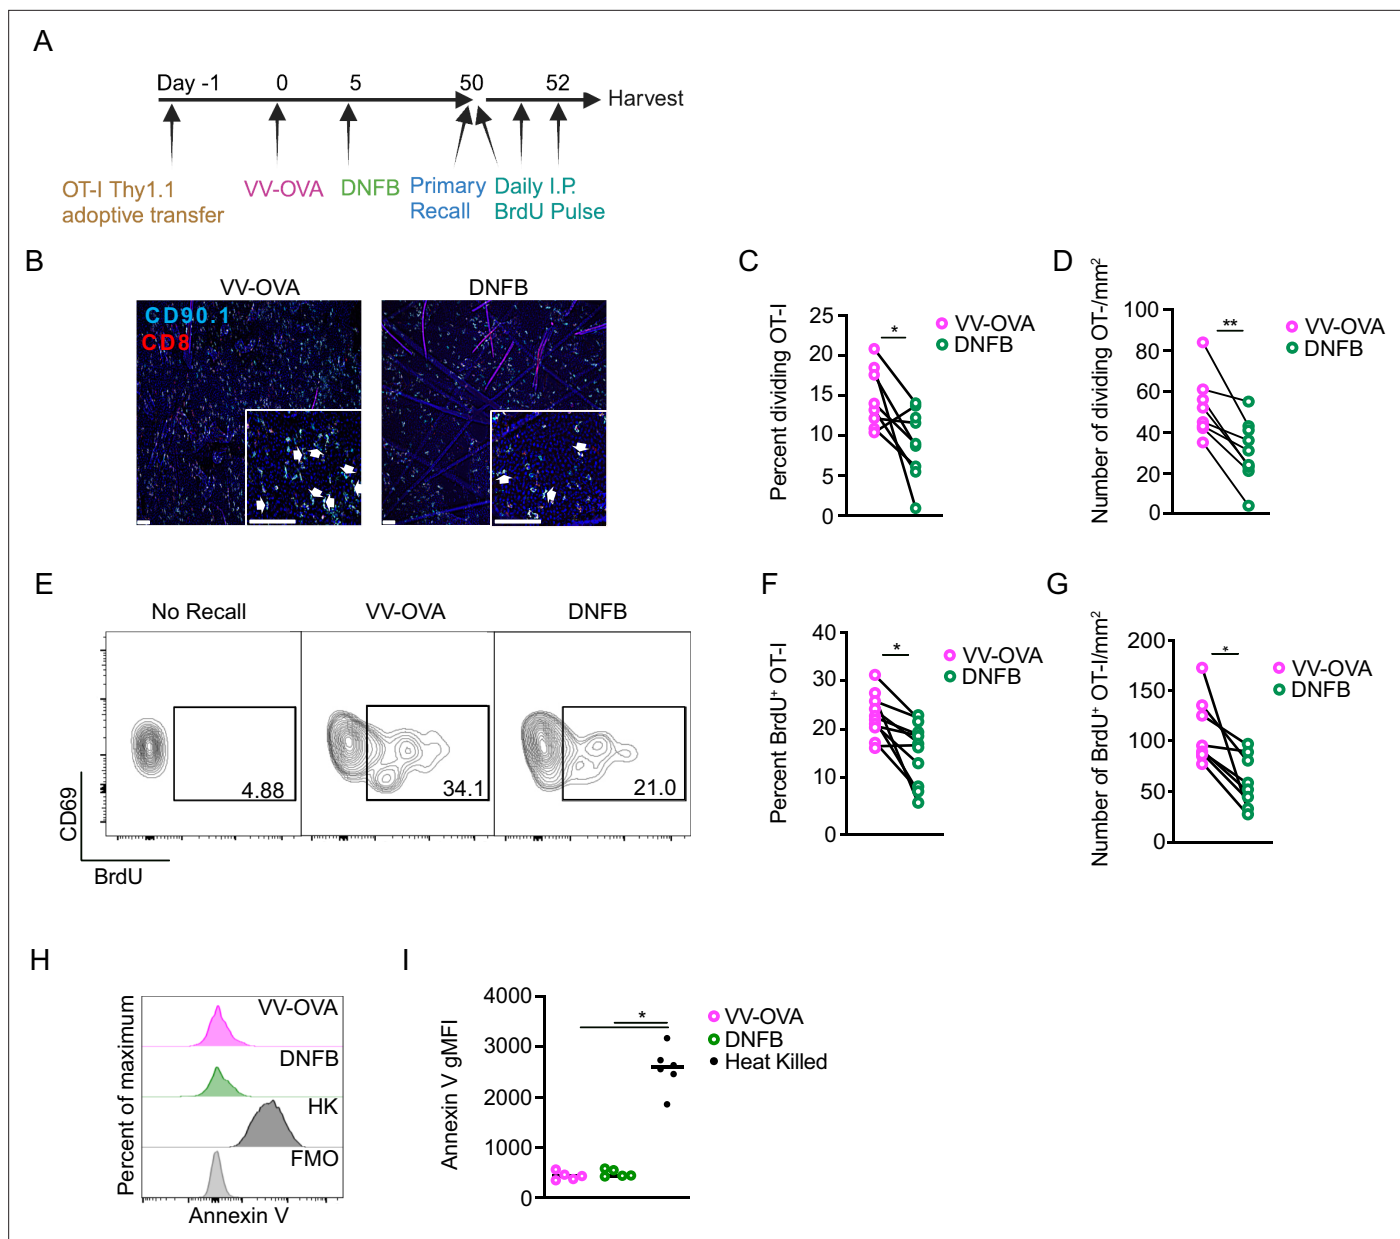 A
Day -1
0
5
50
52
Harvest
OT-I Thy1.1
adoptive transfer
VV-OVA
DNFB
Primary
Recall
Daily I.P.
BrdU Pulse
B
VV-OVA
DNFB
CD90.1
CD8
C
Percent dividing OT-I
25
20
15
10
5
0
*
VV-OVA
DNFB
D
Number of dividing OT-/mm²
100
80
60
40
20
0
**
VV-OVA
DNFB
E
No Recall
VV-OVA
DNFB
4.88
34.1
21.0
CD69
BrdU
F
Percent BrdU⁺ OT-I
40
30
20
10
0
*
VV-OVA
DNFB
G
Number of BrdU⁺ OT-I/mm²
200
150
100
50
0
*
VV-OVA
DNFB
H
Percent of maximum
VV-OVA
DNFB
HK
FMO
Annexin V
I
Annexin V gMFI
4000
3000
2000
1000
0
*
VV-OVA
DNFB
Heat Killed